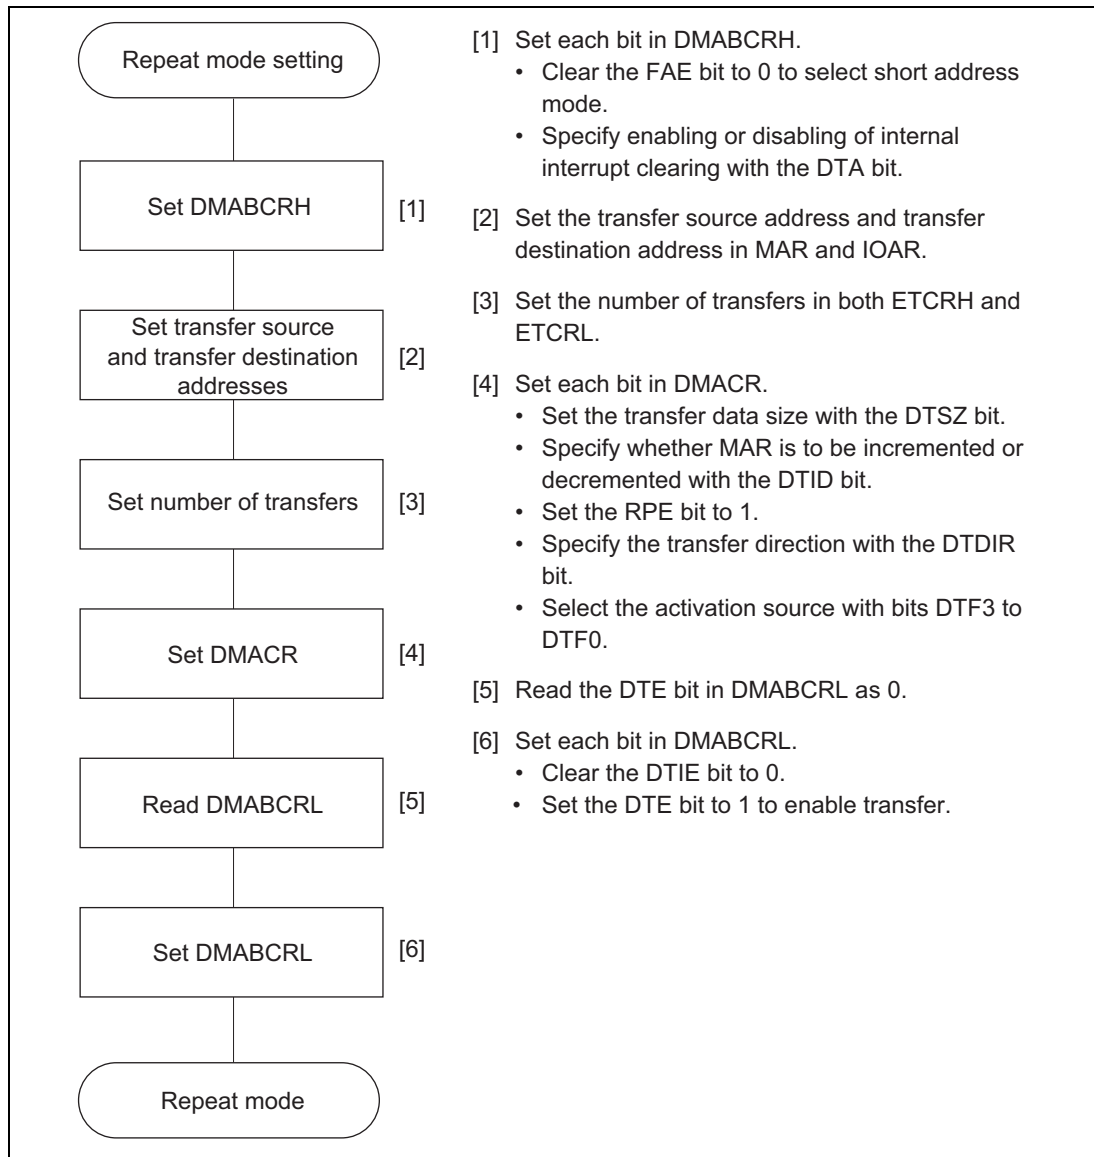 Repeat mode setting
Set DMABCRH
[1]
Set transfer source
and transfer destination
addresses
[2]
Set number of transfers
[3]
Set DMACR
[4]
Read DMABCRL
[5]
Set DMABCRL
[6]
Repeat mode
[1] Set each bit in DMABCRH.
• Clear the FAE bit to 0 to select short address
mode.
• Specify enabling or disabling of internal
interrupt clearing with the DTA bit.
[2] Set the transfer source address and transfer
destination address in MAR and IOAR.
[3] Set the number of transfers in both ETCRH and
ETCRL.
[4] Set each bit in DMACR.
• Set the transfer data size with the DTSZ bit.
• Specify whether MAR is to be incremented or
decremented with the DTID bit.
• Set the RPE bit to 1.
• Specify the transfer direction with the DTDIR
bit.
• Select the activation source with bits DTF3 to
DTF0.
[5] Read the DTE bit in DMABCRL as 0.
[6] Set each bit in DMABCRL.
• Clear the DTIE bit to 0.
• Set the DTE bit to 1 to enable transfer.